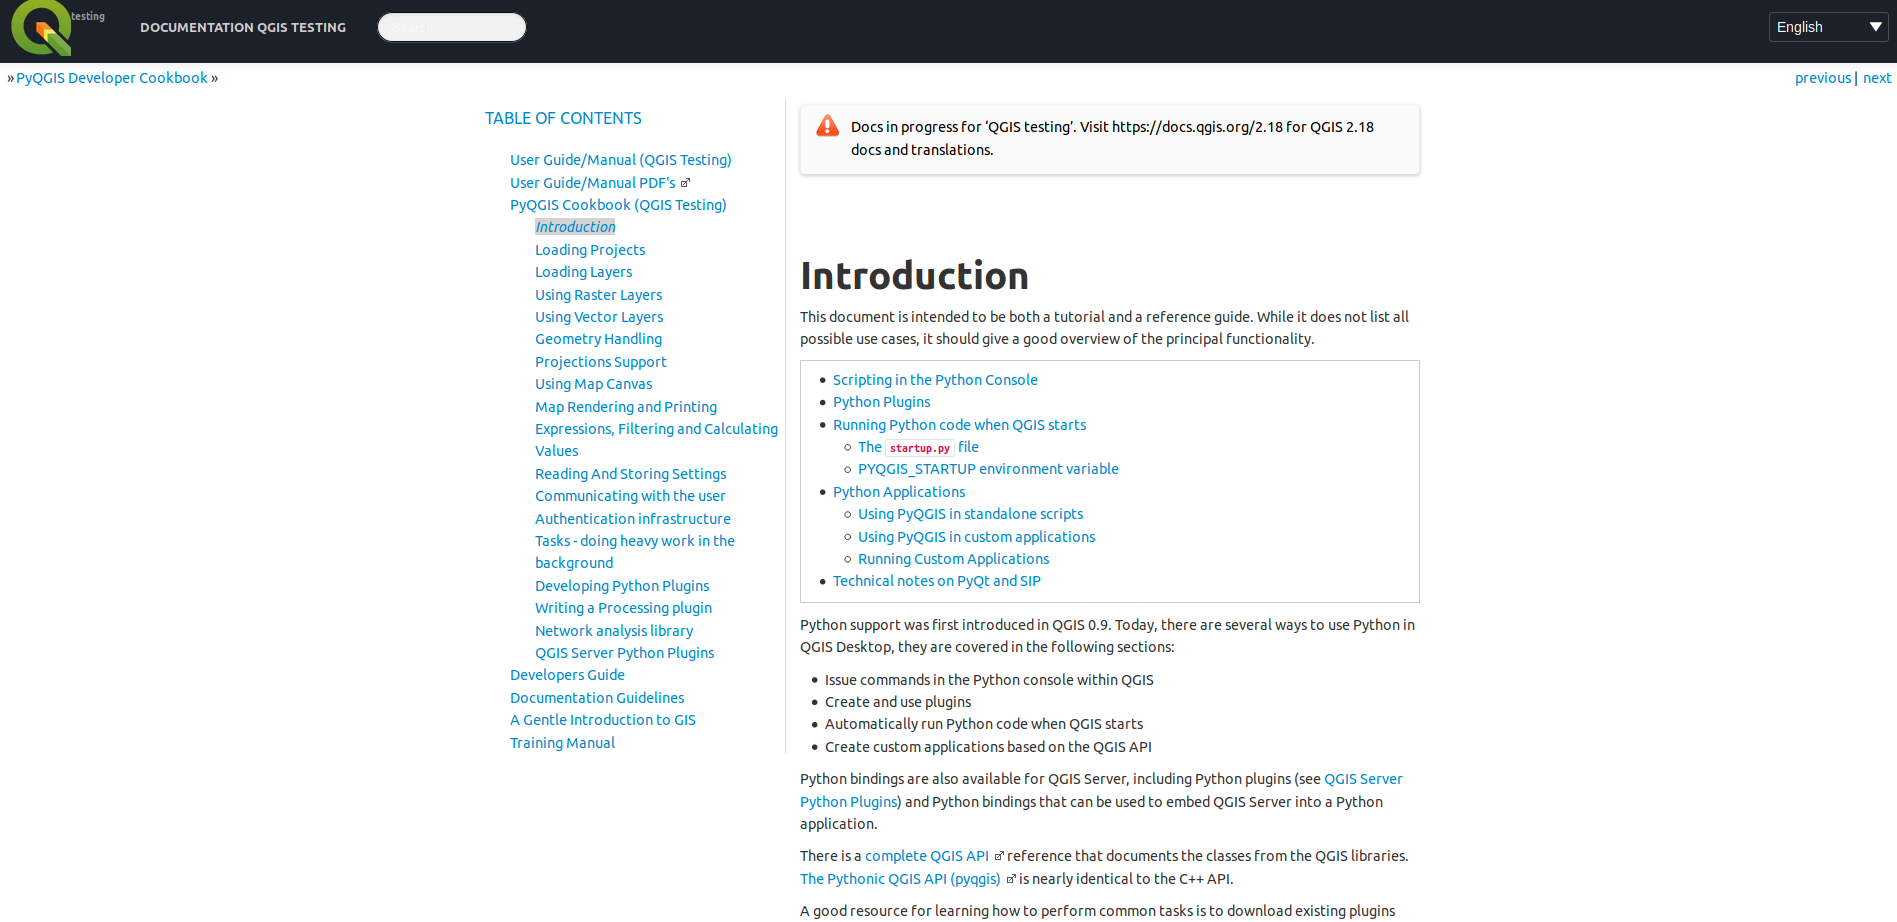 testing
DOCUMENTATION QGIS TESTING
Search
English
» PyQGIS Developer Cookbook »
previous | next
TABLE OF CONTENTS
User Guide/Manual (QGIS Testing)
User Guide/Manual PDF's
PyQGIS Cookbook (QGIS Testing)
Introduction
Loading Projects
Loading Layers
Using Raster Layers
Using Vector Layers
Geometry Handling
Projections Support
Using Map Canvas
Map Rendering and Printing
Expressions, Filtering and Calculating
Values
Reading And Storing Settings
Communicating with the user
Authentication infrastructure
Tasks - doing heavy work in the
background
Developing Python Plugins
Writing a Processing plugin
Network analysis library
QGIS Server Python Plugins
Developers Guide
Documentation Guidelines
A Gentle Introduction to GIS
Training Manual
Docs in progress for ‘QGIS testing’. Visit https://docs.qgis.org/2.18 for QGIS 2.18
docs and translations.
Introduction
This document is intended to be both a tutorial and a reference guide. While it does not list all
possible use cases, it should give a good overview of the principal functionality.
Scripting in the Python Console
Python Plugins
Running Python code when QGIS starts
The startup.py file
PYQGIS_STARTUP environment variable
Python Applications
Using PyQGIS in standalone scripts
Using PyQGIS in custom applications
Running Custom Applications
Technical notes on PyQt and SIP
Python support was first introduced in QGIS 0.9. Today, there are several ways to use Python in
QGIS Desktop, they are covered in the following sections:
Issue commands in the Python console within QGIS
Create and use plugins
Automatically run Python code when QGIS starts
Create custom applications based on the QGIS API
Python bindings are also available for QGIS Server, including Python plugins (see QGIS Server
Python Plugins) and Python bindings that can be used to embed QGIS Server into a Python
application.
There is a complete QGIS API reference that documents the classes from the QGIS libraries.
The Pythonic QGIS API (pyqgis) is nearly identical to the C++ API.
A good resource for learning how to perform common tasks is to download existing plugins